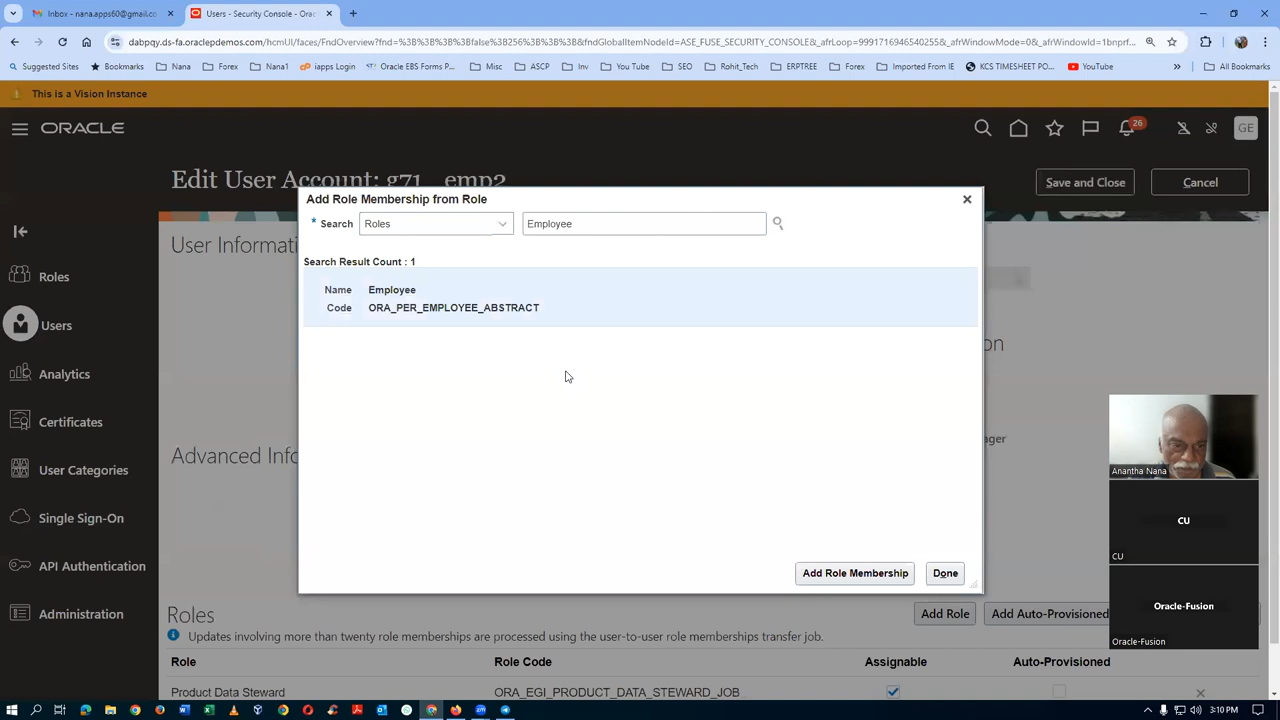 Inbox - nana.apps60@gmail.co
Users - Security Console - Orac
dabpqy.ds-fa.oraclepdemos.com/hcmUI/faces/FndOverview?fnd=%3B%3B%3B%3Bfalse%3B256%3B%3B%3B&fndGlobalItemNodeId=ASE_FUSE_SECURITY_CONSOLE&_afrLoop=9991716946540255&_afrWindowMode=0&_afrWindowId=1bnprf...
Suggested Sites
Bookmarks
Nana
Forex
Nana1
iapps Login
Oracle EBS Forms P...
Misc
ASCP
Inv
You Tube
SEO
Rohit_Tech
ERPTREE
Forex
Imported From IE
KCS TIMESHEET PO...
YouTube
»
All Bookmarks
This is a Vision Instance
ORACLE
26
GE
Edit User Account: g71_emp2
Save and Close
Cancel
Add Role Membership from Role
* Search
Roles
Employee
Search Result Count : 1
Name Employee
Code ORA_PER_EMPLOYEE_ABSTRACT
Add Role Membership
Done
User Information
Advanced Info
Roles
Users
Analytics
Certificates
User Categories
Single Sign-On
API Authentication
Administration
Anantha Nana
CU
CU
Oracle-Fusion
Oracle-Fusion
Roles
Add Role
Add Auto-Provisioned
Updates involving more than twenty role memberships are processed using the user-to-user role memberships transfer job.
Role
Role Code
Assignable
Auto-Provisioned
Product Data Steward
ORA_EGI_PRODUCT_DATA_STEWARD_JOB
3:10 PM